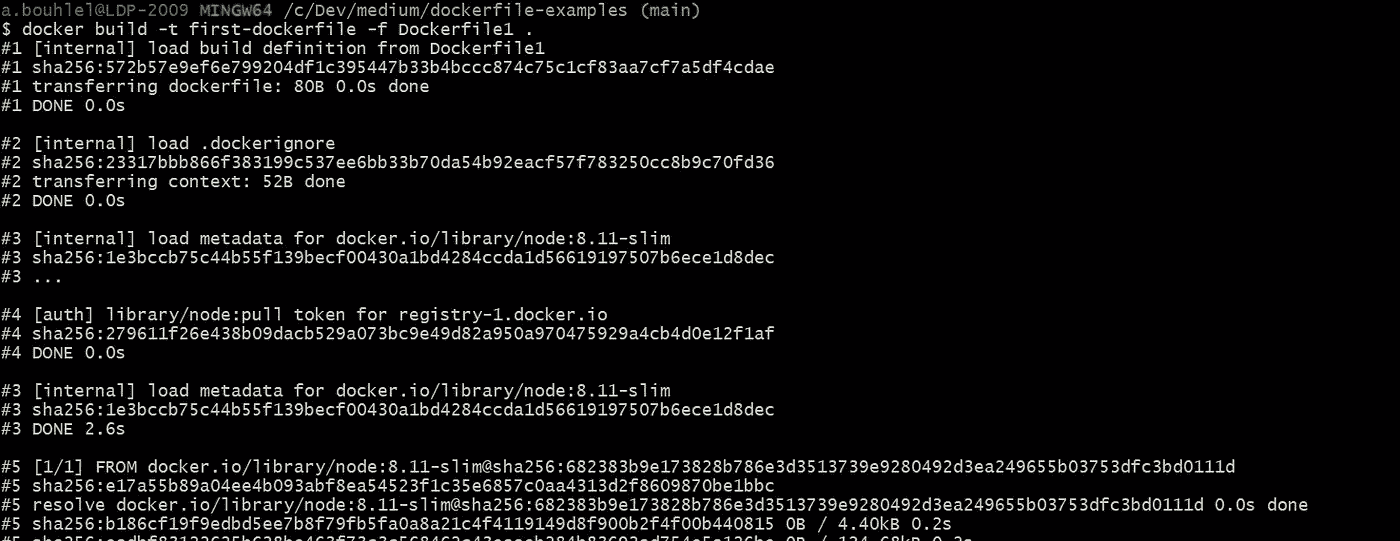 a.bouhlel@LDP-2009 MINGW64 /c/Dev/medium/dockerfile-examples (main)
$ docker build -t first-dockerfile -f Dockerfile1 .
#1 [internal] load build definition from Dockerfile1
#1 sha256:572b57e9ef6e799204df1c395447b33b4bccc874c75c1cf83aa7cf7a5df4cdae
#1 transferring dockerfile: 80B 0.0s done
#1 DONE 0.0s
#2 [internal] load .dockerignore
#2 sha256:23317bbb866f383199c537ee6bb33b70da54b92eacf57f783250cc8b9c70fd36
#2 transferring context: 52B done
#2 DONE 0.0s
#3 [internal] load metadata for docker.io/library/node:8.11-slim
#3 sha256:1e3bccb75c44b55f139becf00430a1bd4284ccda1d56619197507b6ece1d8dec
#3 ...
#4 [auth] library/node:pull token for registry-1.docker.io
#4 sha256:279611f26e438b09dacb529a073bc9e49d82a950a970475929a4cb4d0e12f1af
#4 DONE 0.0s
#3 [internal] load metadata for docker.io/library/node:8.11-slim
#3 sha256:1e3bccb75c44b55f139becf00430a1bd4284ccda1d56619197507b6ece1d8dec
#3 DONE 2.6s
#5 [1/1] FROM docker.io/library/node:8.11-slim@sha256:682383b9e173828b786e3d3513739e9280492d3ea249655b03753dfc3bd0111d
#5 sha256:e17a55b89a04ee4b093abf8ea54523f1c35e6857c0aa4313d2f8609870be1bbc
#5 resolve docker.io/library/node:8.11-slim@sha256:682383b9e173828b786e3d3513739e9280492d3ea249655b03753dfc3bd0111d 0.0s done
#5 sha256:b186cf19f9edbd5ee7b8f79fb5fa0a8a21c4f4119149d8f900b2f4f00b440815 0B / 4.40kB 0.2s